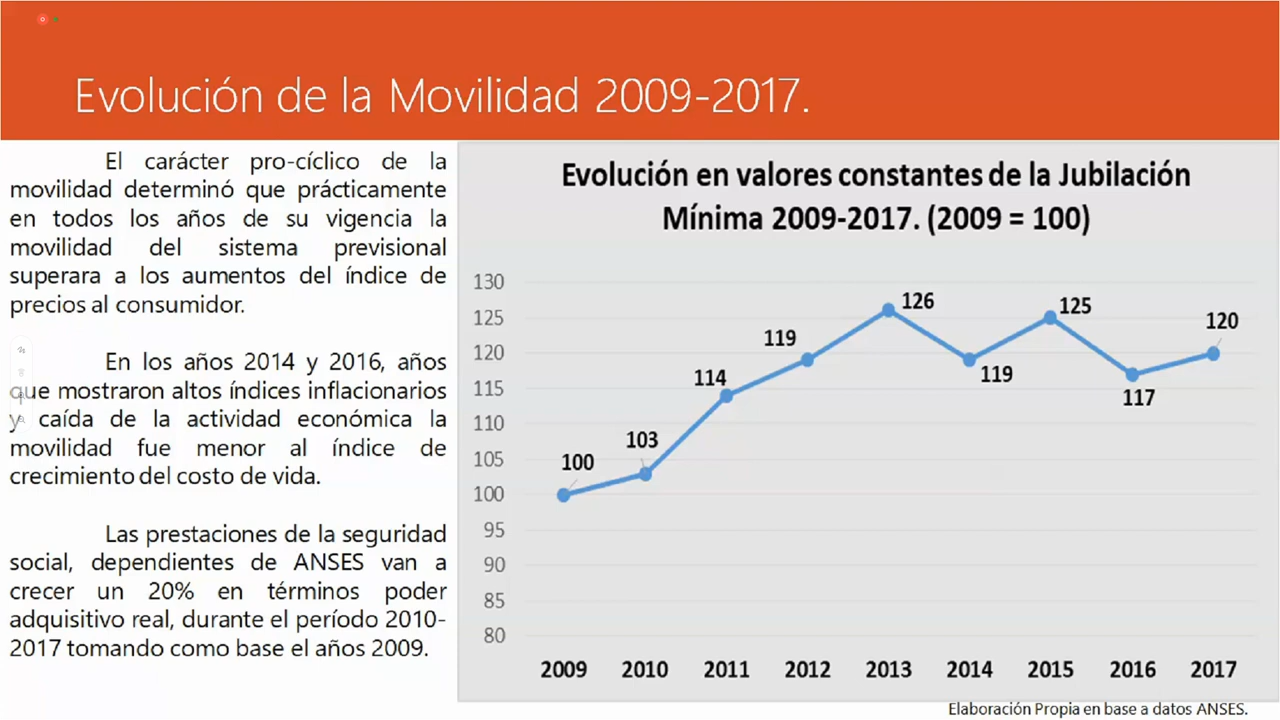 Evolución de la Movilidad 2009-2017.
El carácter pro-cíclico de la
movilidad determinó que prácticamente
en todos los años de su vigencia la
movilidad del sistema previsional
superara a los aumentos del índice de
precios al consumidor.
En los años 2014 y 2016, años
que mostraron altos índices inflacionarios
y caída de la actividad económica la
movilidad fue menor al índice de
crecimiento del costo de vida.
Las prestaciones de la seguridad
social, dependientes de ANSES van a
crecer un 20% en términos poder
adquisitivo real, durante el período 2010-
2017 tomando como base el años 2009.
Evolución en valores constantes de la Jubilación
Mínima 2009-2017. (2009 = 100)
130
125
120
115
110
105
100
95
90
85
80
100
103
114
119
126
119
125
117
120
2009 2010 2011 2012 2013 2014 2015 2016 2017
Elaboración Propia en base a datos ANSES.